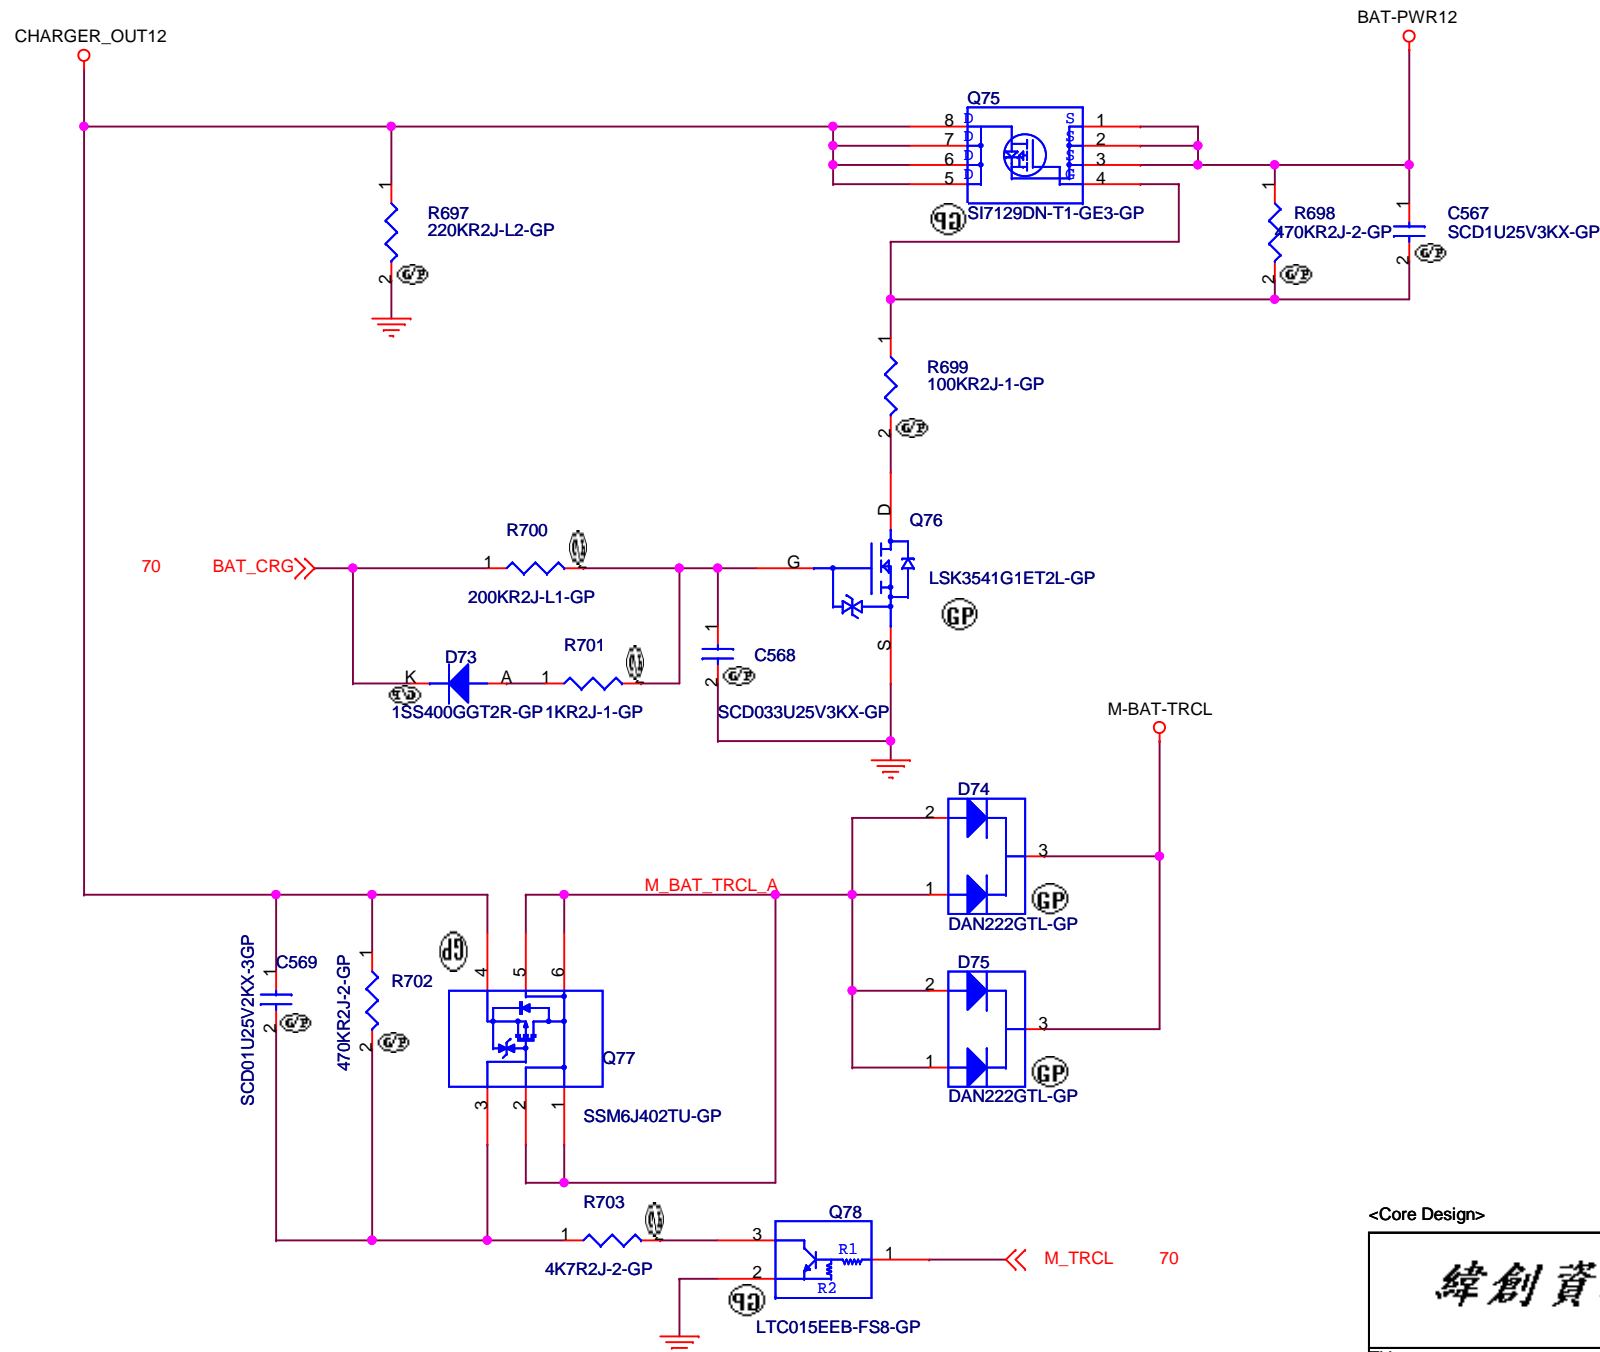 CHARGER_OUT12
BAT-PWR12
Q75
8 D S 1
7 D S 2
6 D S 3
5 D G 4
SI7129DN-T1-GE3-GP
GP
1
R697
220KR2J-L2-GP
2 G/P
1
R698
470KR2J-2-GP
2 G/P
1
C567
SCD1U25V3KX-GP
2 G/P
1
R699
100KR2J-1-GP
2 G/P
D
Q76
G
LSK3541G1ET2L-GP
GP
S
70 BAT_CRG
R700
1 2
200KR2J-L1-GP
R701
D73
K A 1 2
G/P
1SS400GGT2R-GP
1KR2J-1-GP
1
C568
2 G/P
SCD033U25V3KX-GP
M-BAT-TRCL
D74
2
3
1
GP
DAN222GTL-GP
M_BAT_TRCL_A
D75
2
3
1
GP
DAN222GTL-GP
SCD01U25V2KX-3GP
1
C569
2 G/P
470KR2J-2-GP
1
R702
2 G/P
GP
4 5 6
Q77
3 2 1
SSM6J402TU-GP
R703
1 2
4K7R2J-2-GP
Q78
3
R1
1
2
R2
GP
LTC015EEB-FS8-GP
M_TRCL 70
<Core Design>
緯創資